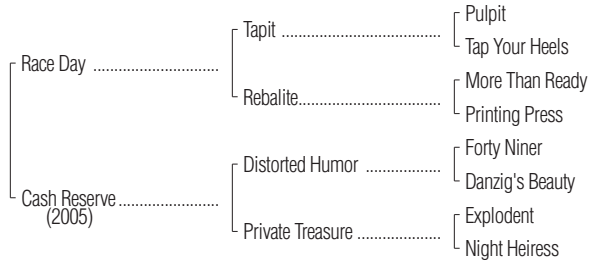 Race Day ..............................
Cash Reserve ........................
(2005)
Tapit ......................................
Rebalite..................................
Distorted Humor ..................
Private Treasure ....................
Pulpit
Tap Your Heels
More Than Ready
Printing Press
Forty Niner
Danzig's Beauty
Explodent
Night Heiress